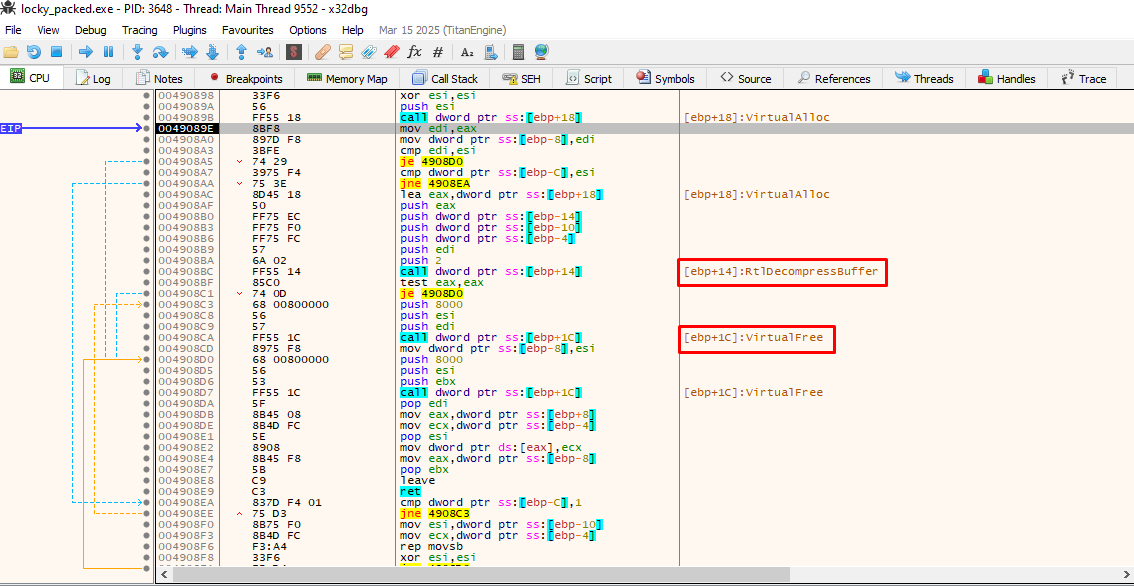 locky_packed.exe - PID: 3648 - Thread: Main Thread 9552 - x32dbg
File View Debug Tracing Plugins Favourites Options Help Mar 15 2025 (TitanEngine)
CPU Log Notes Breakpoints Memory Map Call Stack SEH Script Symbols Source References Threads Handles Trace
00490898 33F6 xor esi,esi
0049089A 56 push esi
0049089B FF55 18 call dword ptr ss:[ebp+18] [ebp+18]:VirtualAlloc
EIP 0049089E 8BF8 mov edi,eax
004908A0 897D F8 mov dword ptr ss:[ebp-8],edi
004908A3 3BFE cmp edi,esi
004908A5 74 29 je 4908D0
004908A7 3975 F4 cmp dword ptr ss:[ebp-C],esi
004908AA 75 3E jne 4908EA
004908AC 8D45 18 lea eax,dword ptr ss:[ebp+18] [ebp+18]:VirtualAlloc
004908AF 50 push eax
004908B0 FF75 EC push dword ptr ss:[ebp-14]
004908B3 FF75 F0 push dword ptr ss:[ebp-10]
004908B6 FF75 FC push dword ptr ss:[ebp-4]
004908B9 57 push edi
004908BA 6A 02 push 2
004908BC FF55 14 call dword ptr ss:[ebp+14] [ebp+14]:RtlDecompressBuffer
004908BF 85C0 test eax,eax
004908C1 74 0D je 4908D0
004908C3 68 00800000 push 8000
004908C8 56 push esi
004908C9 57 push edi
004908CA FF55 1C call dword ptr ss:[ebp+1C] [ebp+1C]:VirtualFree
004908CD 8975 F8 mov dword ptr ss:[ebp-8],esi
004908D0 68 00800000 push 8000
004908D5 56 push esi
004908D6 53 push ebx
004908D7 FF55 1C call dword ptr ss:[ebp+1C] [ebp+1C]:VirtualFree
004908DA 5F pop edi
004908DB 8B45 08 mov eax,dword ptr ss:[ebp+8]
004908DE 8B4D FC mov ecx,dword ptr ss:[ebp-4]
004908E1 5E pop esi
004908E2 8908 mov dword ptr ds:[eax],ecx
004908E4 8B45 F8 mov eax,dword ptr ss:[ebp-8]
004908E7 5B pop ebx
004908E8 C9 leave
004908E9 C3 ret
004908EA 837D F4 01 cmp dword ptr ss:[ebp-C],1
004908EE 75 D3 jne 4908C3
004908F0 8B75 F0 mov esi,dword ptr ss:[ebp-10]
004908F3 8B4D FC mov ecx,dword ptr ss:[ebp-4]
004908F6 F3:A4 rep movsb
004908F8 33F6 xor esi,esi